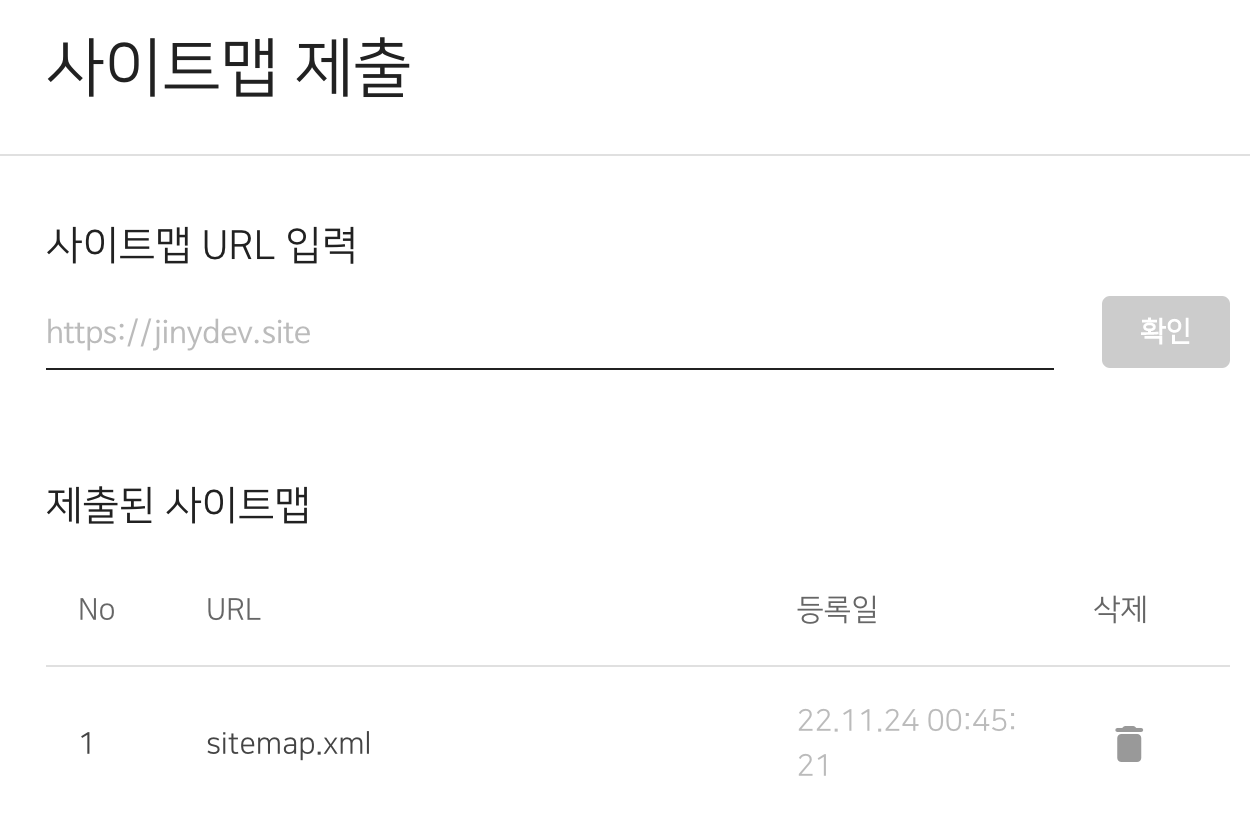 사이트맵 제출
사이트맵 URL 입력
https://jinydev.site
확인
제출된 사이트맵
No URL 등록일 삭제
1 sitemap.xml 22.11.24 00:45:
21